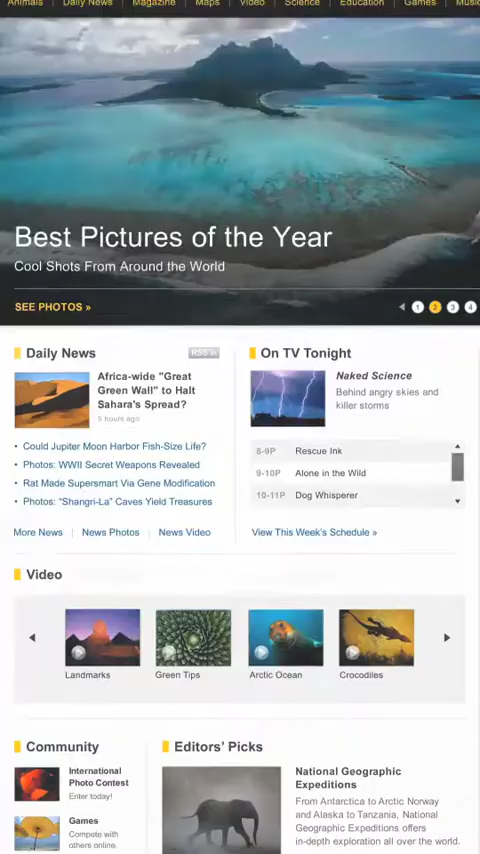 Animals | Daily News | Magazine | Maps | Video | Science | Education | Games | Music
Best Pictures of the Year
Cool Shots From Around the World
SEE PHOTOS »
1 2 3 4
Daily News
RSS
Africa-wide "Great
Green Wall" to Halt
Sahara's Spread?
5 hours ago
• Could Jupiter Moon Harbor Fish-Size Life?
• Photos: WWII Secret Weapons Revealed
• Rat Made Supersmart Via Gene Modification
• Photos: "Shangri-La" Caves Yield Treasures
More News | News Photos | News Video
On TV Tonight
Naked Science
Behind angry skies and
killer storms
8-9P Rescue Ink
9-10P Alone in the Wild
10-11P Dog Whisperer
View This Week's Schedule »
Video
Landmarks
Green Tips
Arctic Ocean
Crocodiles
Community
International
Photo Contest
Enter today!
Games
Compete with
others online.
Editors' Picks
National Geographic
Expeditions
From Antarctica to Arctic Norway
and Alaska to Tanzania, National
Geographic Expeditions offers
in-depth exploration all over the world.